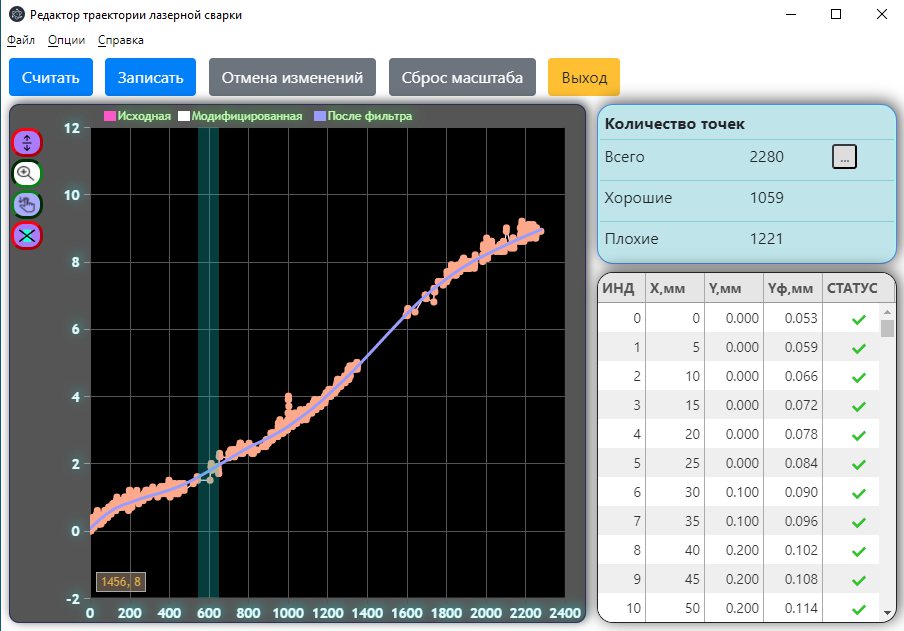 Редактор траектории лазерной сварки
Файл Опции Справка
Считать Записать Отмена изменений Сброс масштаба Выход
Исходная Модифицированная После фильтра
12
10
8
6
4
2
0
-2
1456, 8
0 200 400 600 800 1000 1200 1400 1600 1800 2000 2200 2400
Количество точек
Всего 2280 ...
Хорошие 1059
Плохие 1221
ИНД X,мм Y,мм Yф,мм СТАТУС
0 0 0.000 0.053
1 5 0.000 0.059
2 10 0.000 0.066
3 15 0.000 0.072
4 20 0.000 0.078
5 25 0.000 0.084
6 30 0.100 0.090
7 35 0.100 0.096
8 40 0.200 0.102
9 45 0.200 0.108
10 50 0.200 0.114